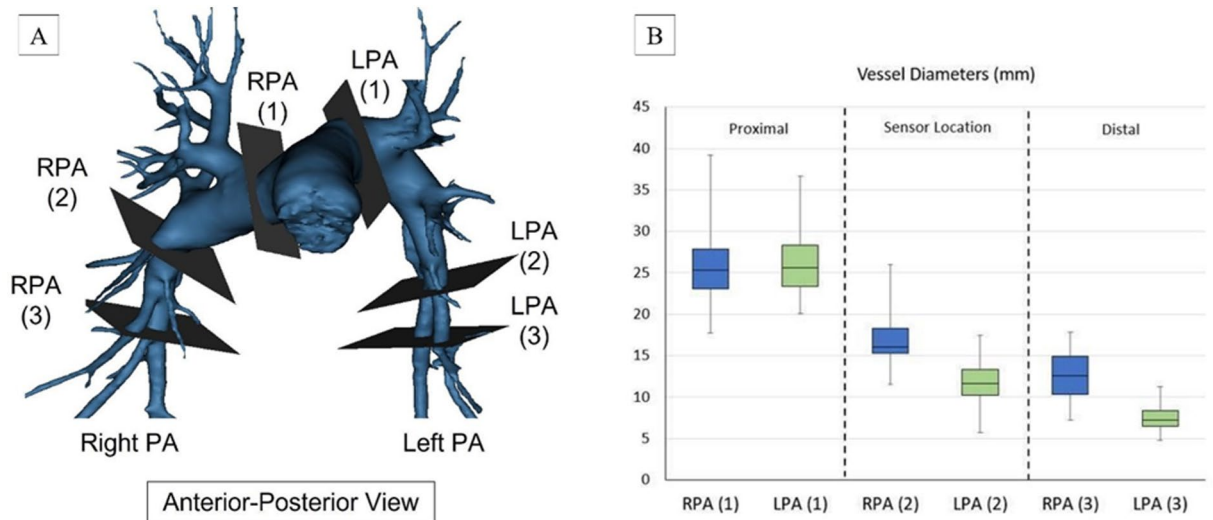 A
RPA
(1)
LPA
(1)
RPA
(2)
RPA
(3)
LPA
(2)
LPA
(3)
Right PA
Left PA
Anterior-Posterior View
B
Vessel Diameters (mm)
Proximal
Sensor Location
Distal
45
40
35
30
25
20
15
10
5
0
RPA (1)
LPA (1)
RPA (2)
LPA (2)
RPA (3)
LPA (3)